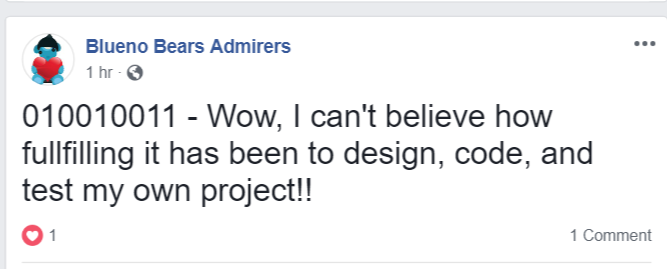 Blueno Bears Admirers
1 hr ·
010010011 - Wow, I can't believe how
fullfilling it has been to design, code, and
test my own project!!
1
1 Comment